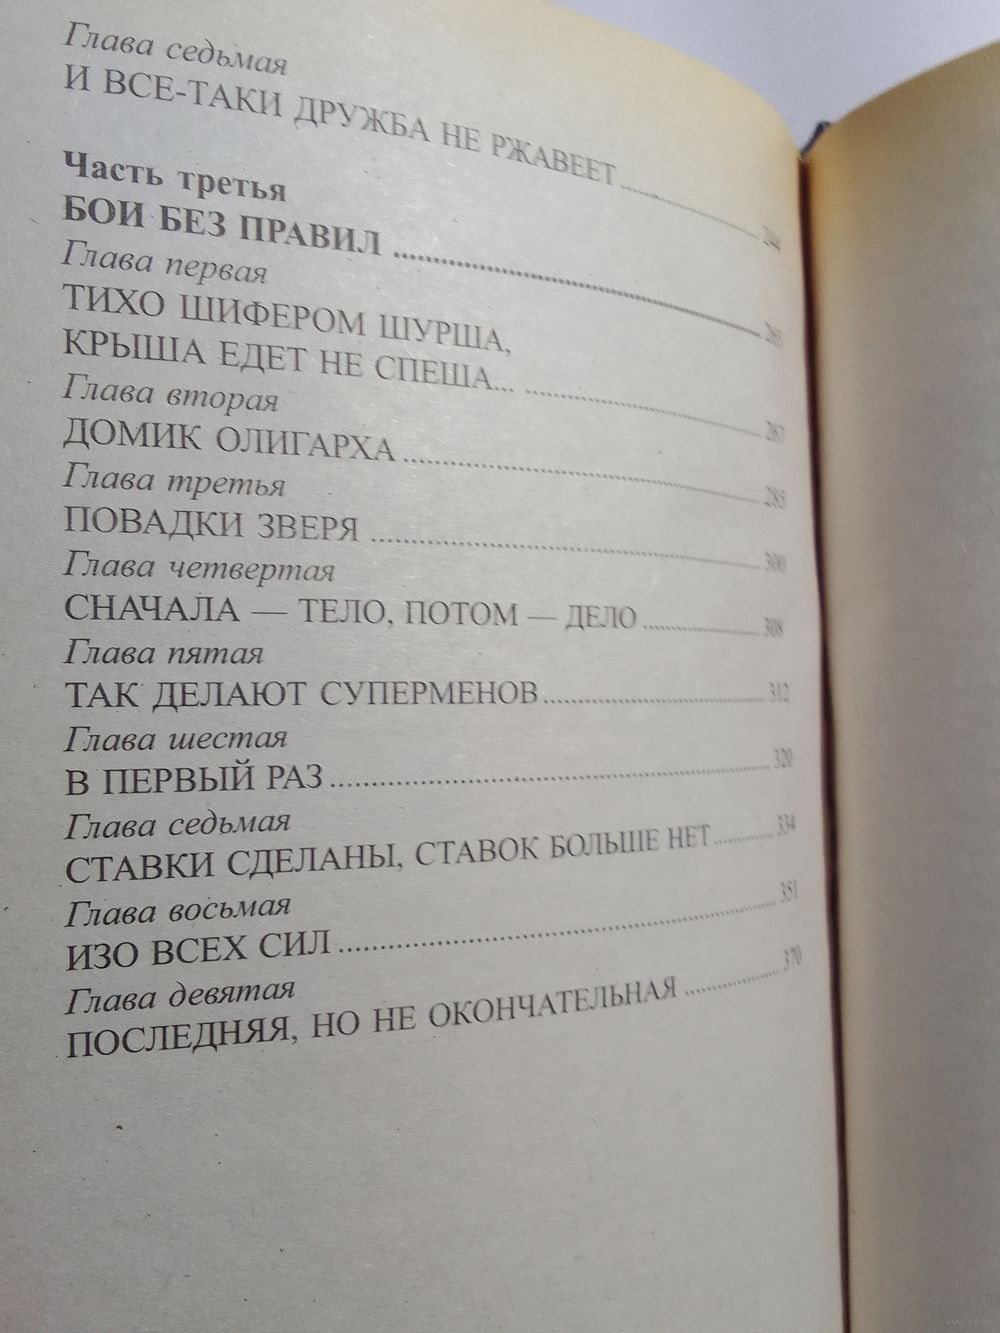 Глава седьмая
И ВСЕ-ТАКИ ДРУЖБА НЕ РЖАВЕЕТ ........ 244
Часть третья
БОИ БЕЗ ПРАВИЛ ........ 265
Глава первая
ТИХО ШИФЕРОМ ШУРША,
КРЫША ЕДЕТ НЕ СПЕША... ........ 267
Глава вторая
ДОМИК ОЛИГАРХА ........ 283
Глава третья
ПОВАДКИ ЗВЕРЯ ........ 300
Глава четвертая
СНАЧАЛА — ТЕЛО, ПОТОМ — ДЕЛО ........ 308
Глава пятая
ТАК ДЕЛАЮТ СУПЕРМЕНОВ ........ 312
Глава шестая
В ПЕРВЫЙ РАЗ ........ 320
Глава седьмая
СТАВКИ СДЕЛАНЫ, СТАВОК БОЛЬШЕ НЕТ ........ 334
Глава восьмая
ИЗО ВСЕХ СИЛ ........ 351
Глава девятая
ПОСЛЕДНЯЯ, НО НЕ ОКОНЧАТЕЛЬНАЯ ........ 370